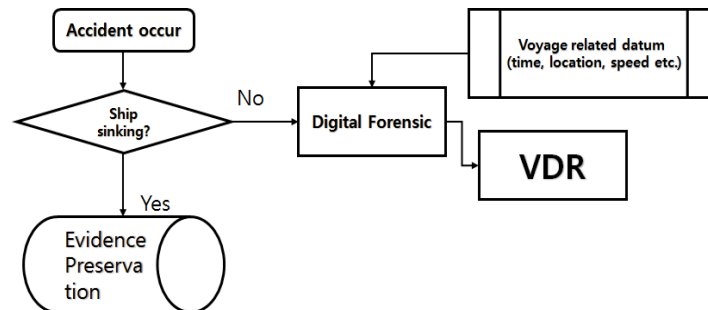 Accident occur
Voyage related datum
(time, location, speed etc.)
No
Ship
sinking?
Digital Forensic
VDR
Yes
Evidence
Preserva
tion